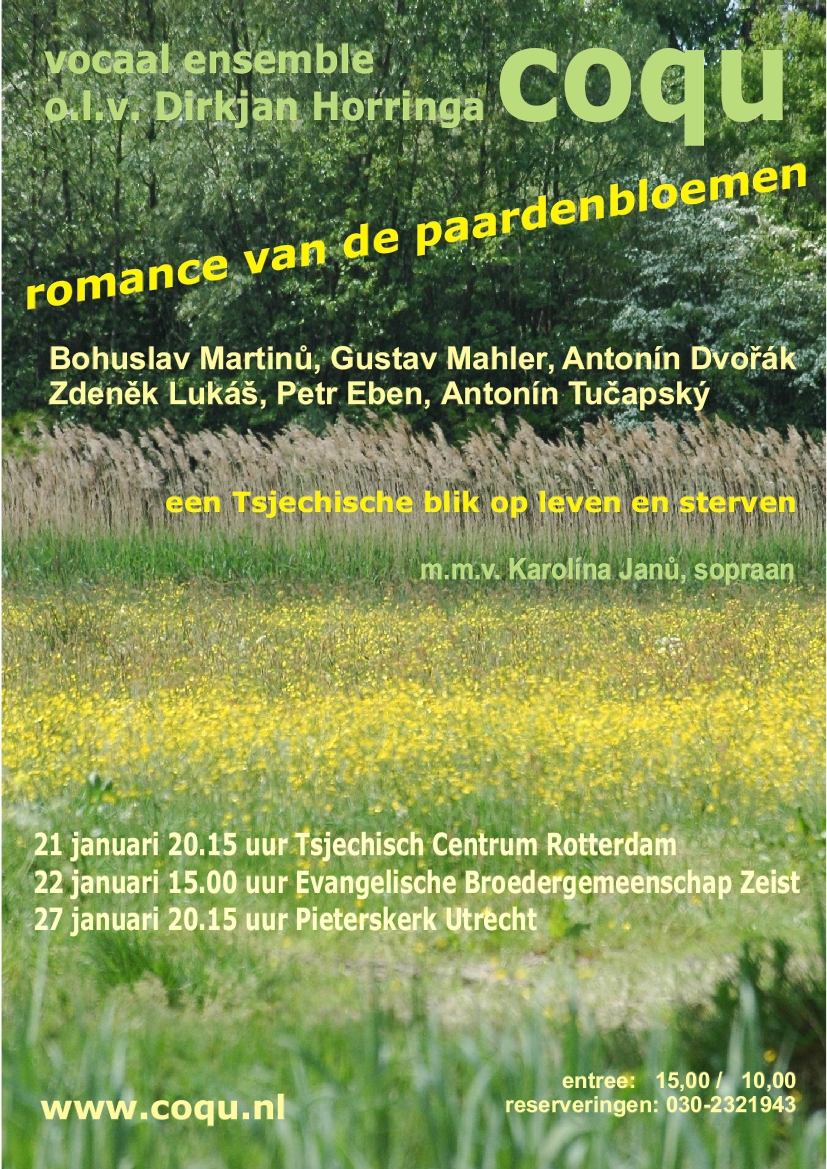 vocaal ensemble
o.l.v. Dirkjan Horringa coqu
romance van de paardenbloemen
Bohuslav Martinů, Gustav Mahler, Antonín Dvořák
Zdeněk Lukáš, Petr Eben, Antonín Tučapský
een Tsjechische blik op leven en sterven
m.m.v. Karolína Janů, sopraan
21 januari 20.15 uur Tsjechisch Centrum Rotterdam
22 januari 15.00 uur Evangelische Broedergemeenschap Zeist
27 januari 20.15 uur Pieterskerk Utrecht
entree: 15,00 / 10,00
reserveringen: 030-2321943
www.coqu.nl